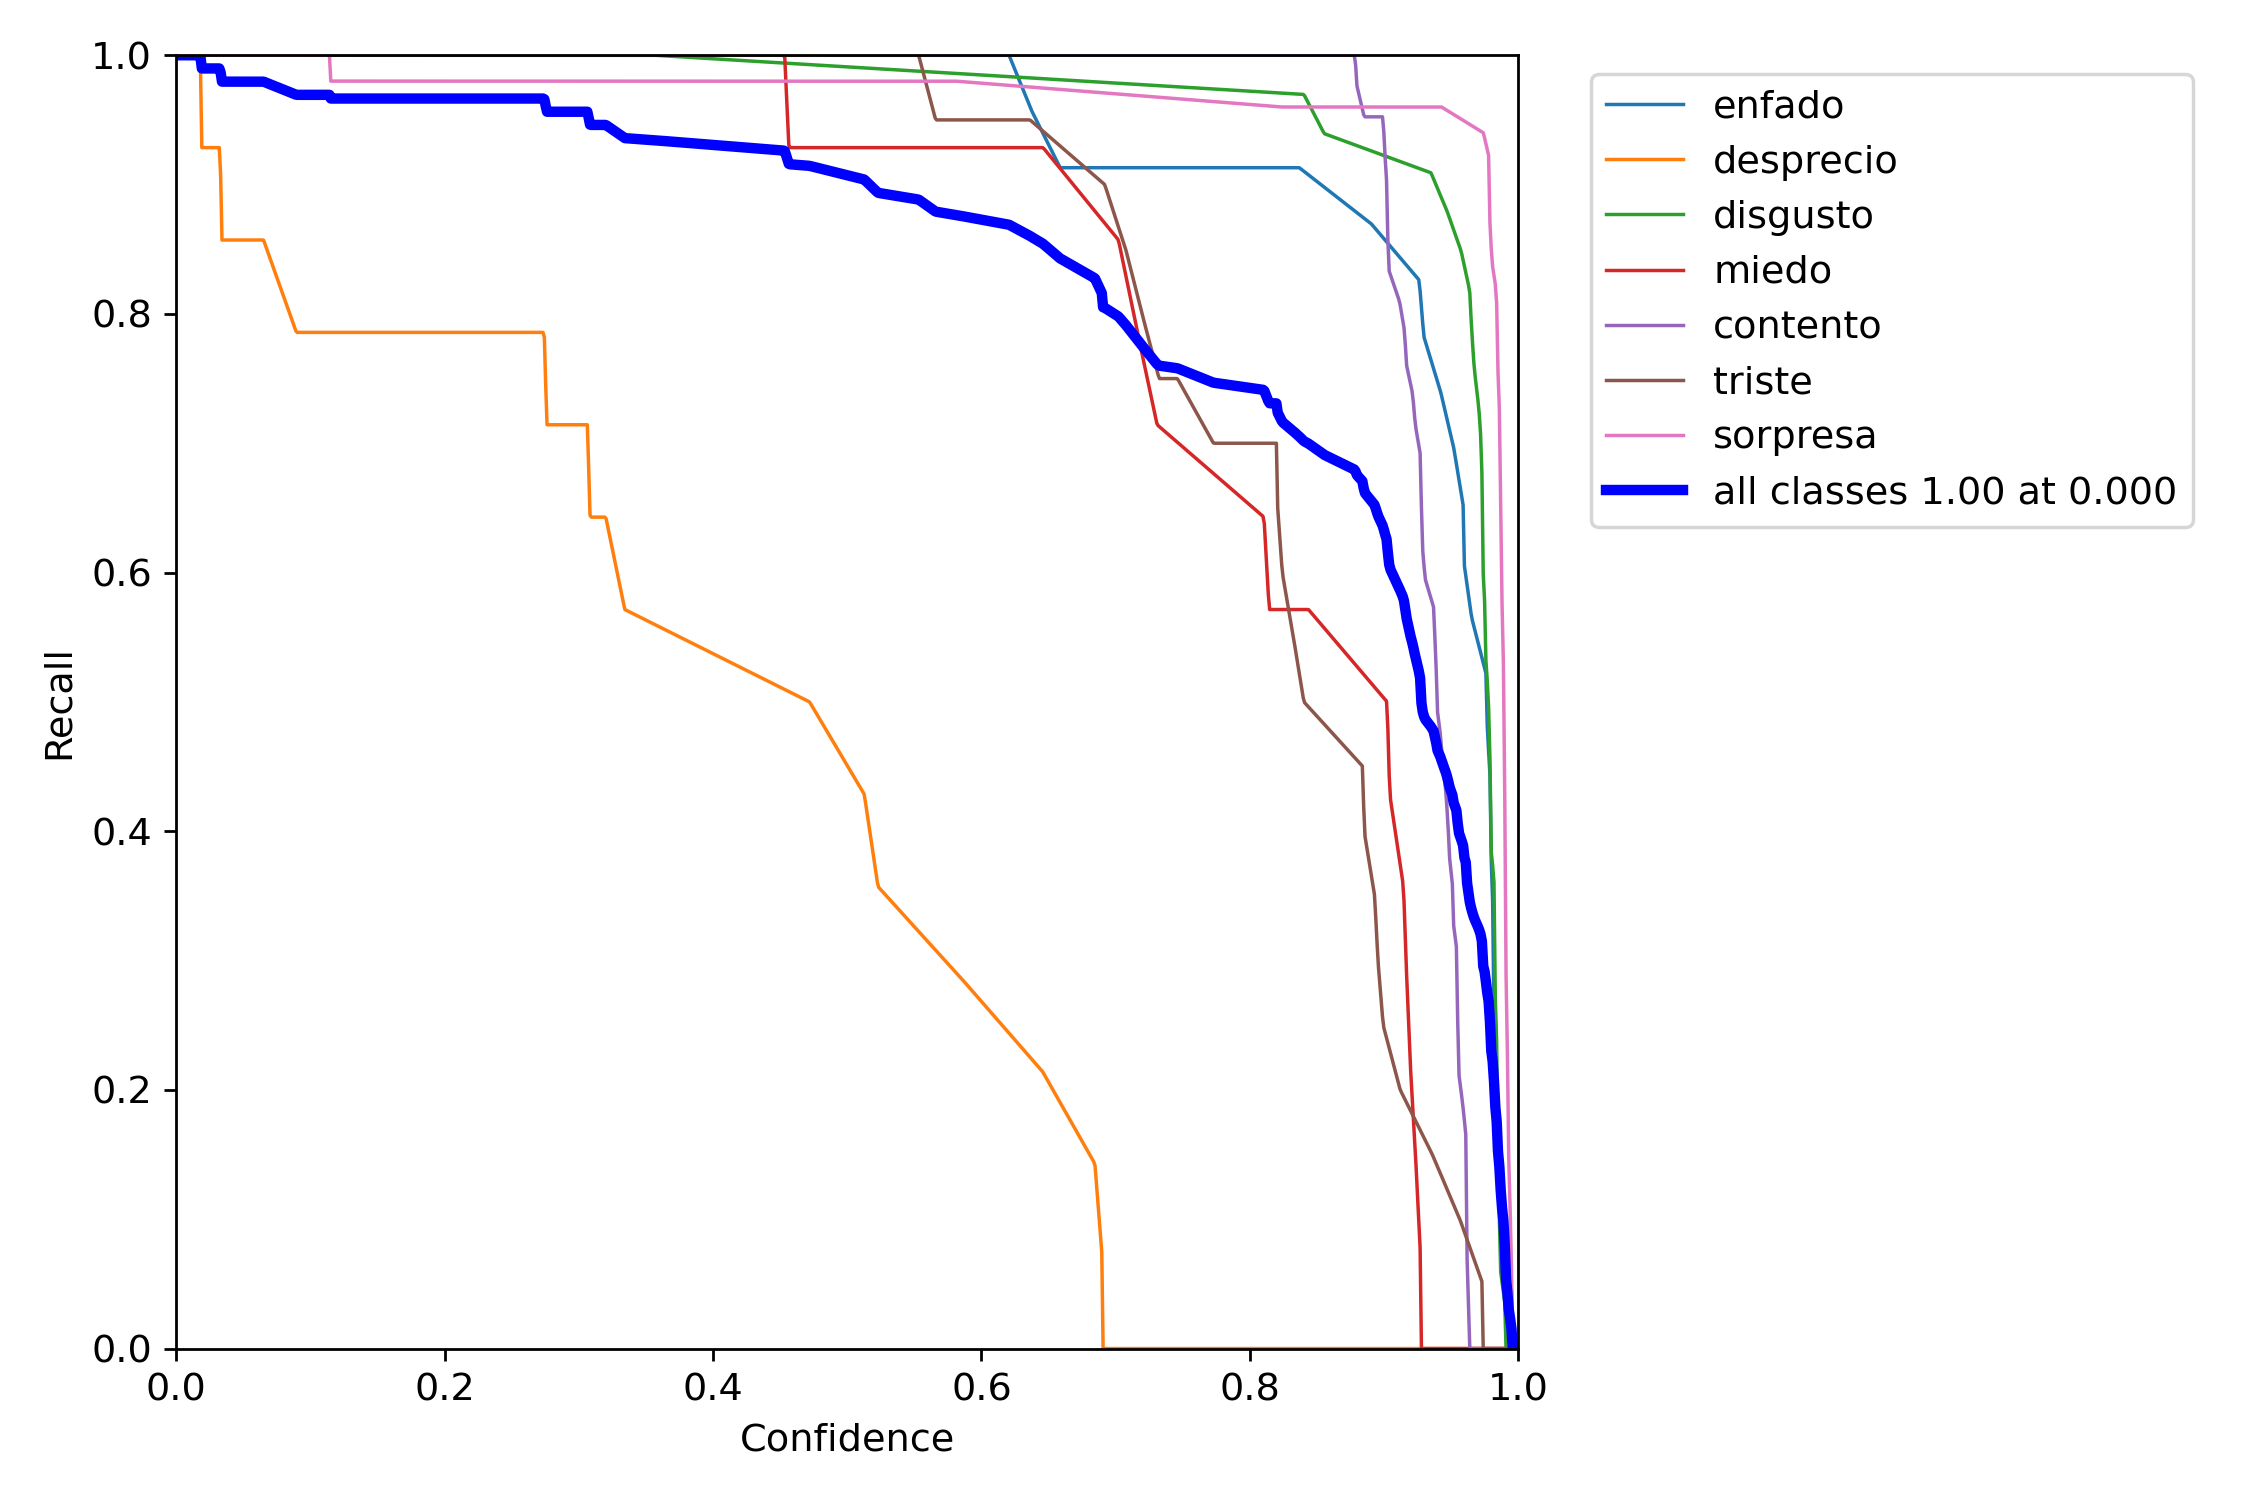 1.0
0.8
0.6
0.4
0.2
0.0
Recall
0.0 0.2 0.4 0.6 0.8 1.0
Confidence
enfado
desprecio
disgusto
miedo
contento
triste
sorpresa
all classes 1.00 at 0.000